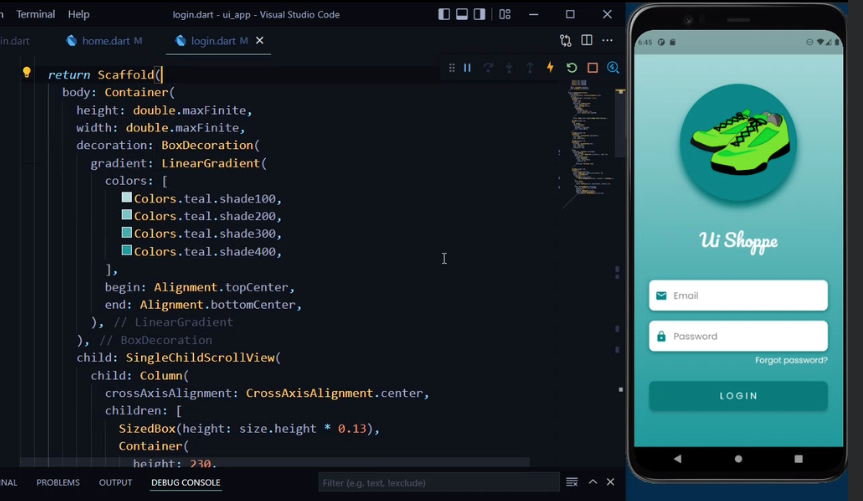 Terminal Help login.dart - ui_app - Visual Studio Code
in.dart home.dart M login.dart M
return Scaffold(
body: Container(
height: double.maxFinite,
width: double.maxFinite,
decoration: BoxDecoration(
gradient: LinearGradient(
colors: [
Colors.teal.shade100,
Colors.teal.shade200,
Colors.teal.shade300,
Colors.teal.shade400,
],
begin: Alignment.topCenter,
end: Alignment.bottomCenter,
), // LinearGradient
), // BoxDecoration
child: SingleChildScrollView(
child: Column(
crossAxisAlignment: CrossAxisAlignment.center,
children: [
SizedBox(height: size.height * 0.13),
Container(
height: 230,
NAL PROBLEMS OUTPUT DEBUG CONSOLE Filter (e.g. text, !exclude)
6:45
Ui Shoppe
Email
Password
Forgot password?
LOGIN